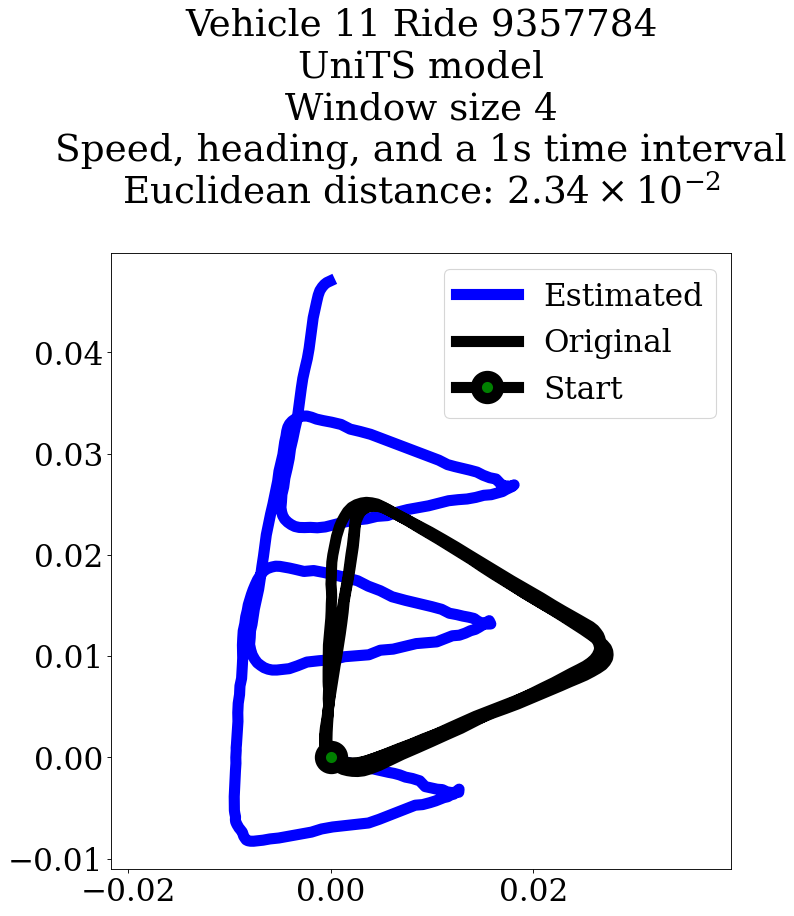 Vehicle 11 Ride 9357784
UniTS model
Window size 4
Speed, heading, and a 1s time interval
Euclidean distance: 2.34 × 10⁻²
Estimated
Original
Start
0.04
0.03
0.02
0.01
0.00
−0.01
−0.02
0.00
0.02